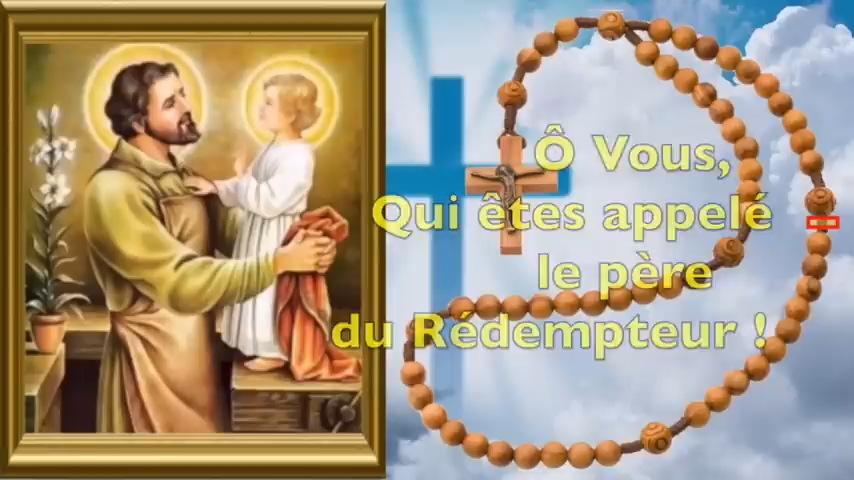 Ô Vous,
Qui êtes appelé
le père
du Rédempteur !